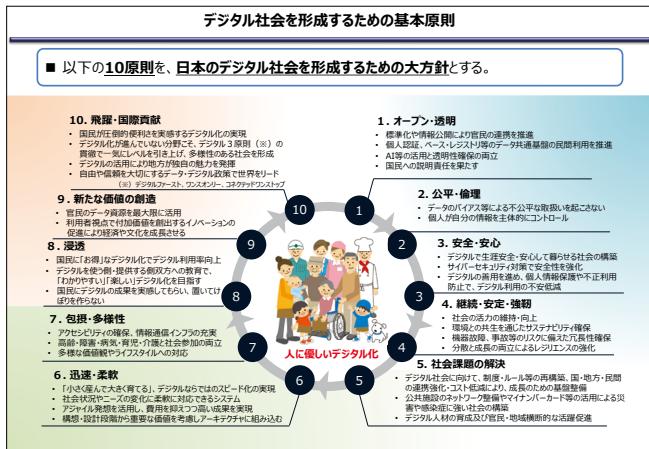 デジタル社会を形成するための基本原則
■ 以下の10原則を、日本のデジタル社会を形成するための大方針とする。
1. オープン・透明
・ 標準化や情報公開により官民の連携を推進
・ 個人認証、ベース・レジストリ等のデータ共通基盤の民間利用を推進
・ AI等の活用と透明性確保の両立
・ 国民への説明責任を果たす
2. 公平・倫理
・ データのバイアス等による不公平な取扱いを起こさない
・ 個人が自分の情報を主体的にコントロール
3. 安全・安心
・ デジタルで生涯安全・安心して暮らせる社会の構築
・ サイバーセキュリティ対策で安全性を強化
・ デジタルの善用を進め、個人情報保護や不正利用
防止で、デジタル利用の不安低減
4. 継続・安定・強靭
・ 社会の活力の維持・向上
・ 環境との共生を通じたサステナビリティ確保
・ 機器故障、事故等のリスクに備えた冗長性確保
・ 分散と成長の両立によるレジリエンスの強化
5. 社会課題の解決
・ デジタル社会に向けて、制度・ルール等の再構築、国・地方・民間
の連携強化・コスト低減により、成長のための基盤整備
・ 公共施設のネットワーク整備やマイナンバーカード等の活用による災
害や感染症に強い社会の構築
・ デジタル人材の育成及び官民・地域横断的な活躍促進
6. 迅速・柔軟
・ 「小さく産んで大きく育てる」、デジタルならではのスピード化の実現
・ 社会状況やニーズの変化に柔軟に対応できるシステム
・ アジャイル発想を活用し、費用を抑えつつ高い成果を実現
・ 構想・設計段階から重要な価値を考慮しアーキテクチャに組み込む
7. 包摂・多様性
・ アクセシビリティの確保、情報通信インフラの充実
・ 高齢・障害・病気・育児・介護と社会参加の両立
・ 多様な価値観やライフスタイルへの対応
8. 浸透
・ 国民に「お得」なデジタル化でデジタル利用率向上
・ デジタルを使う側・提供する側双方への教育で、
「わかりやすい」「楽しい」デジタル化を目指す
・ 国民にデジタルの成果を実感してもらい、置いてけ
ぼりを作らない
9. 新たな価値の創造
・ 官民のデータ資源を最大限に活用
・ 利用者視点で付加価値を創出するイノベーションの
促進により経済や文化を成長させる
10. 飛躍・国際貢献
・ 国民が圧倒的便利さを実感するデジタル化の実現
・ デジタル化が進んでいない分野こそ、デジタル3原則(※)の
貫徹で一気にレベルを引き上げ、多様性のある社会を形成
・ デジタルの活用により地方が独自の魅力を発揮
・ 自由や信頼を大切にするデータ・デジタル政策で世界をリード
(※)デジタルファースト、ワンスオンリー、コネクテッドワンストップ
1
2
3
4
5
6
7
8
9
10
人に優しいデジタル化